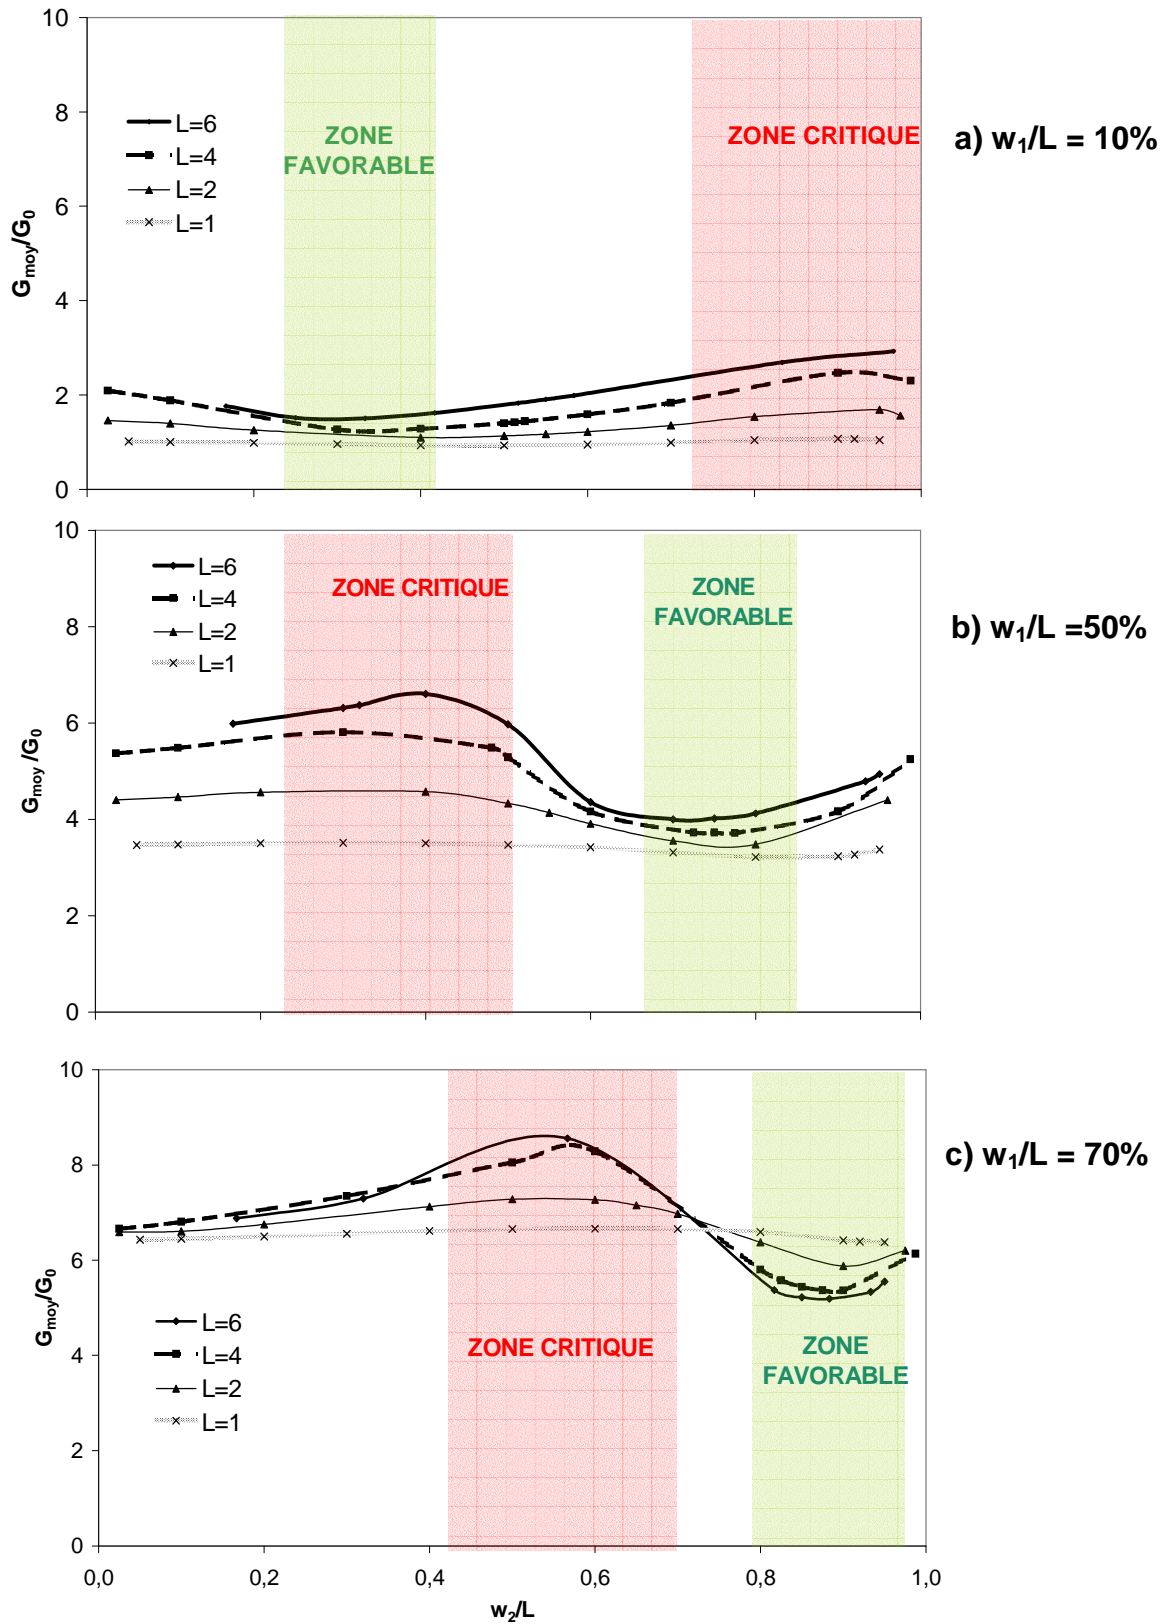 10
8
6
4
2
0
G₍moy₎/G₀
L=6
L=4
L=2
L=1
ZONE
FAVORABLE
ZONE CRITIQUE
a) w₁/L = 10%
10
8
6
4
2
0
G₍moy₎/G₀
L=6
L=4
L=2
L=1
ZONE CRITIQUE
ZONE
FAVORABLE
b) w₁/L =50%
10
8
6
4
2
0
G₍moy₎/G₀
L=6
L=4
L=2
L=1
ZONE CRITIQUE
ZONE
FAVORABLE
c) w₁/L = 70%
0,0 0,2 0,4 0,6 0,8 1,0
w₂/L